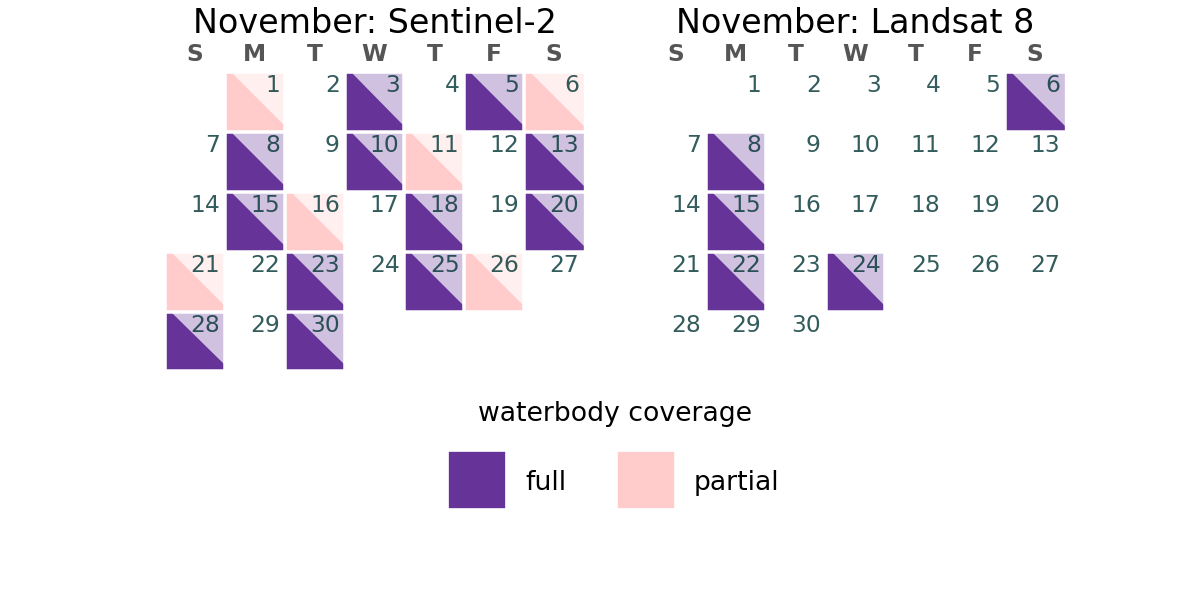 November: Sentinel-2
S M T W T F S
1 2 3 4 5 6
7 8 9 10 11 12 13
14 15 16 17 18 19 20
21 22 23 24 25 26 27
28 29 30
November: Landsat 8
S M T W T F S
1 2 3 4 5 6
7 8 9 10 11 12 13
14 15 16 17 18 19 20
21 22 23 24 25 26 27
28 29 30
waterbody coverage
full
partial